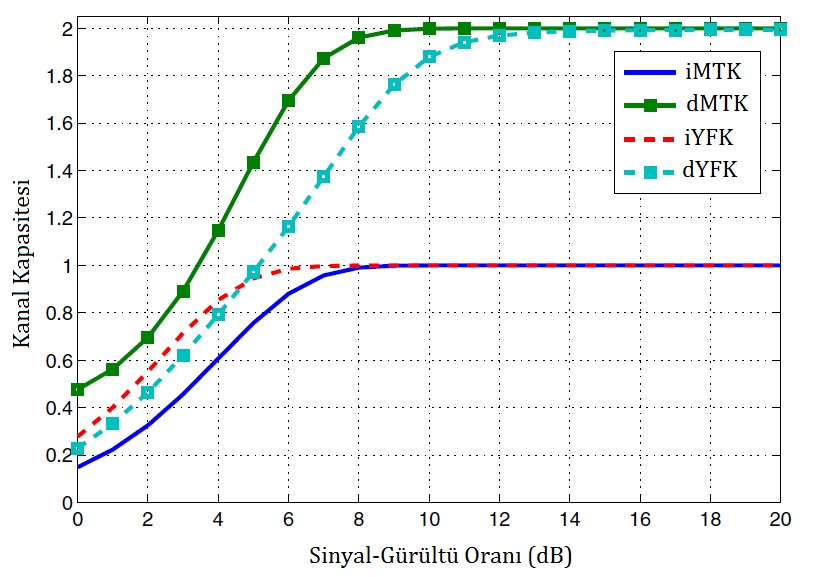 2
1.8
1.6
1.4
1.2
1
0.8
0.6
0.4
0.2
0
Kanal Kapasitesi
iMTK
dMTK
iYFK
dYFK
0 2 4 6 8 10 12 14 16 18 20
Sinyal-Gürültü Oranı (dB)